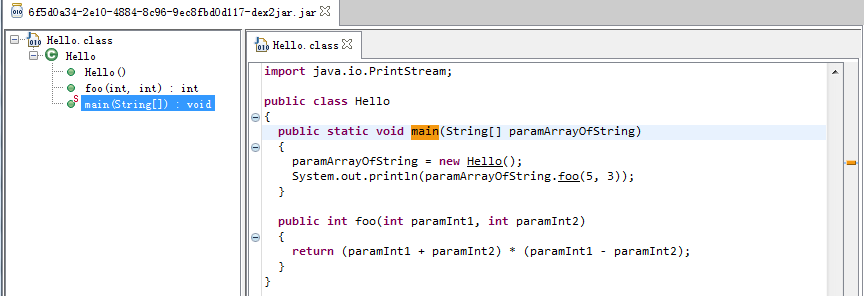 6f5d0a34-2e10-4884-8c96-9ec8fbd0d117-dex2jar.jar
Hello.class
Hello
Hello()
foo(int, int) : int
main(String[]) : void
Hello.class
import java.io.PrintStream;
public class Hello
{
public static void main(String[] paramArrayOfString)
{
paramArrayOfString = new Hello();
System.out.println(paramArrayOfString.foo(5, 3));
}
public int foo(int paramInt1, int paramInt2)
{
return (paramInt1 + paramInt2) * (paramInt1 - paramInt2);
}
}